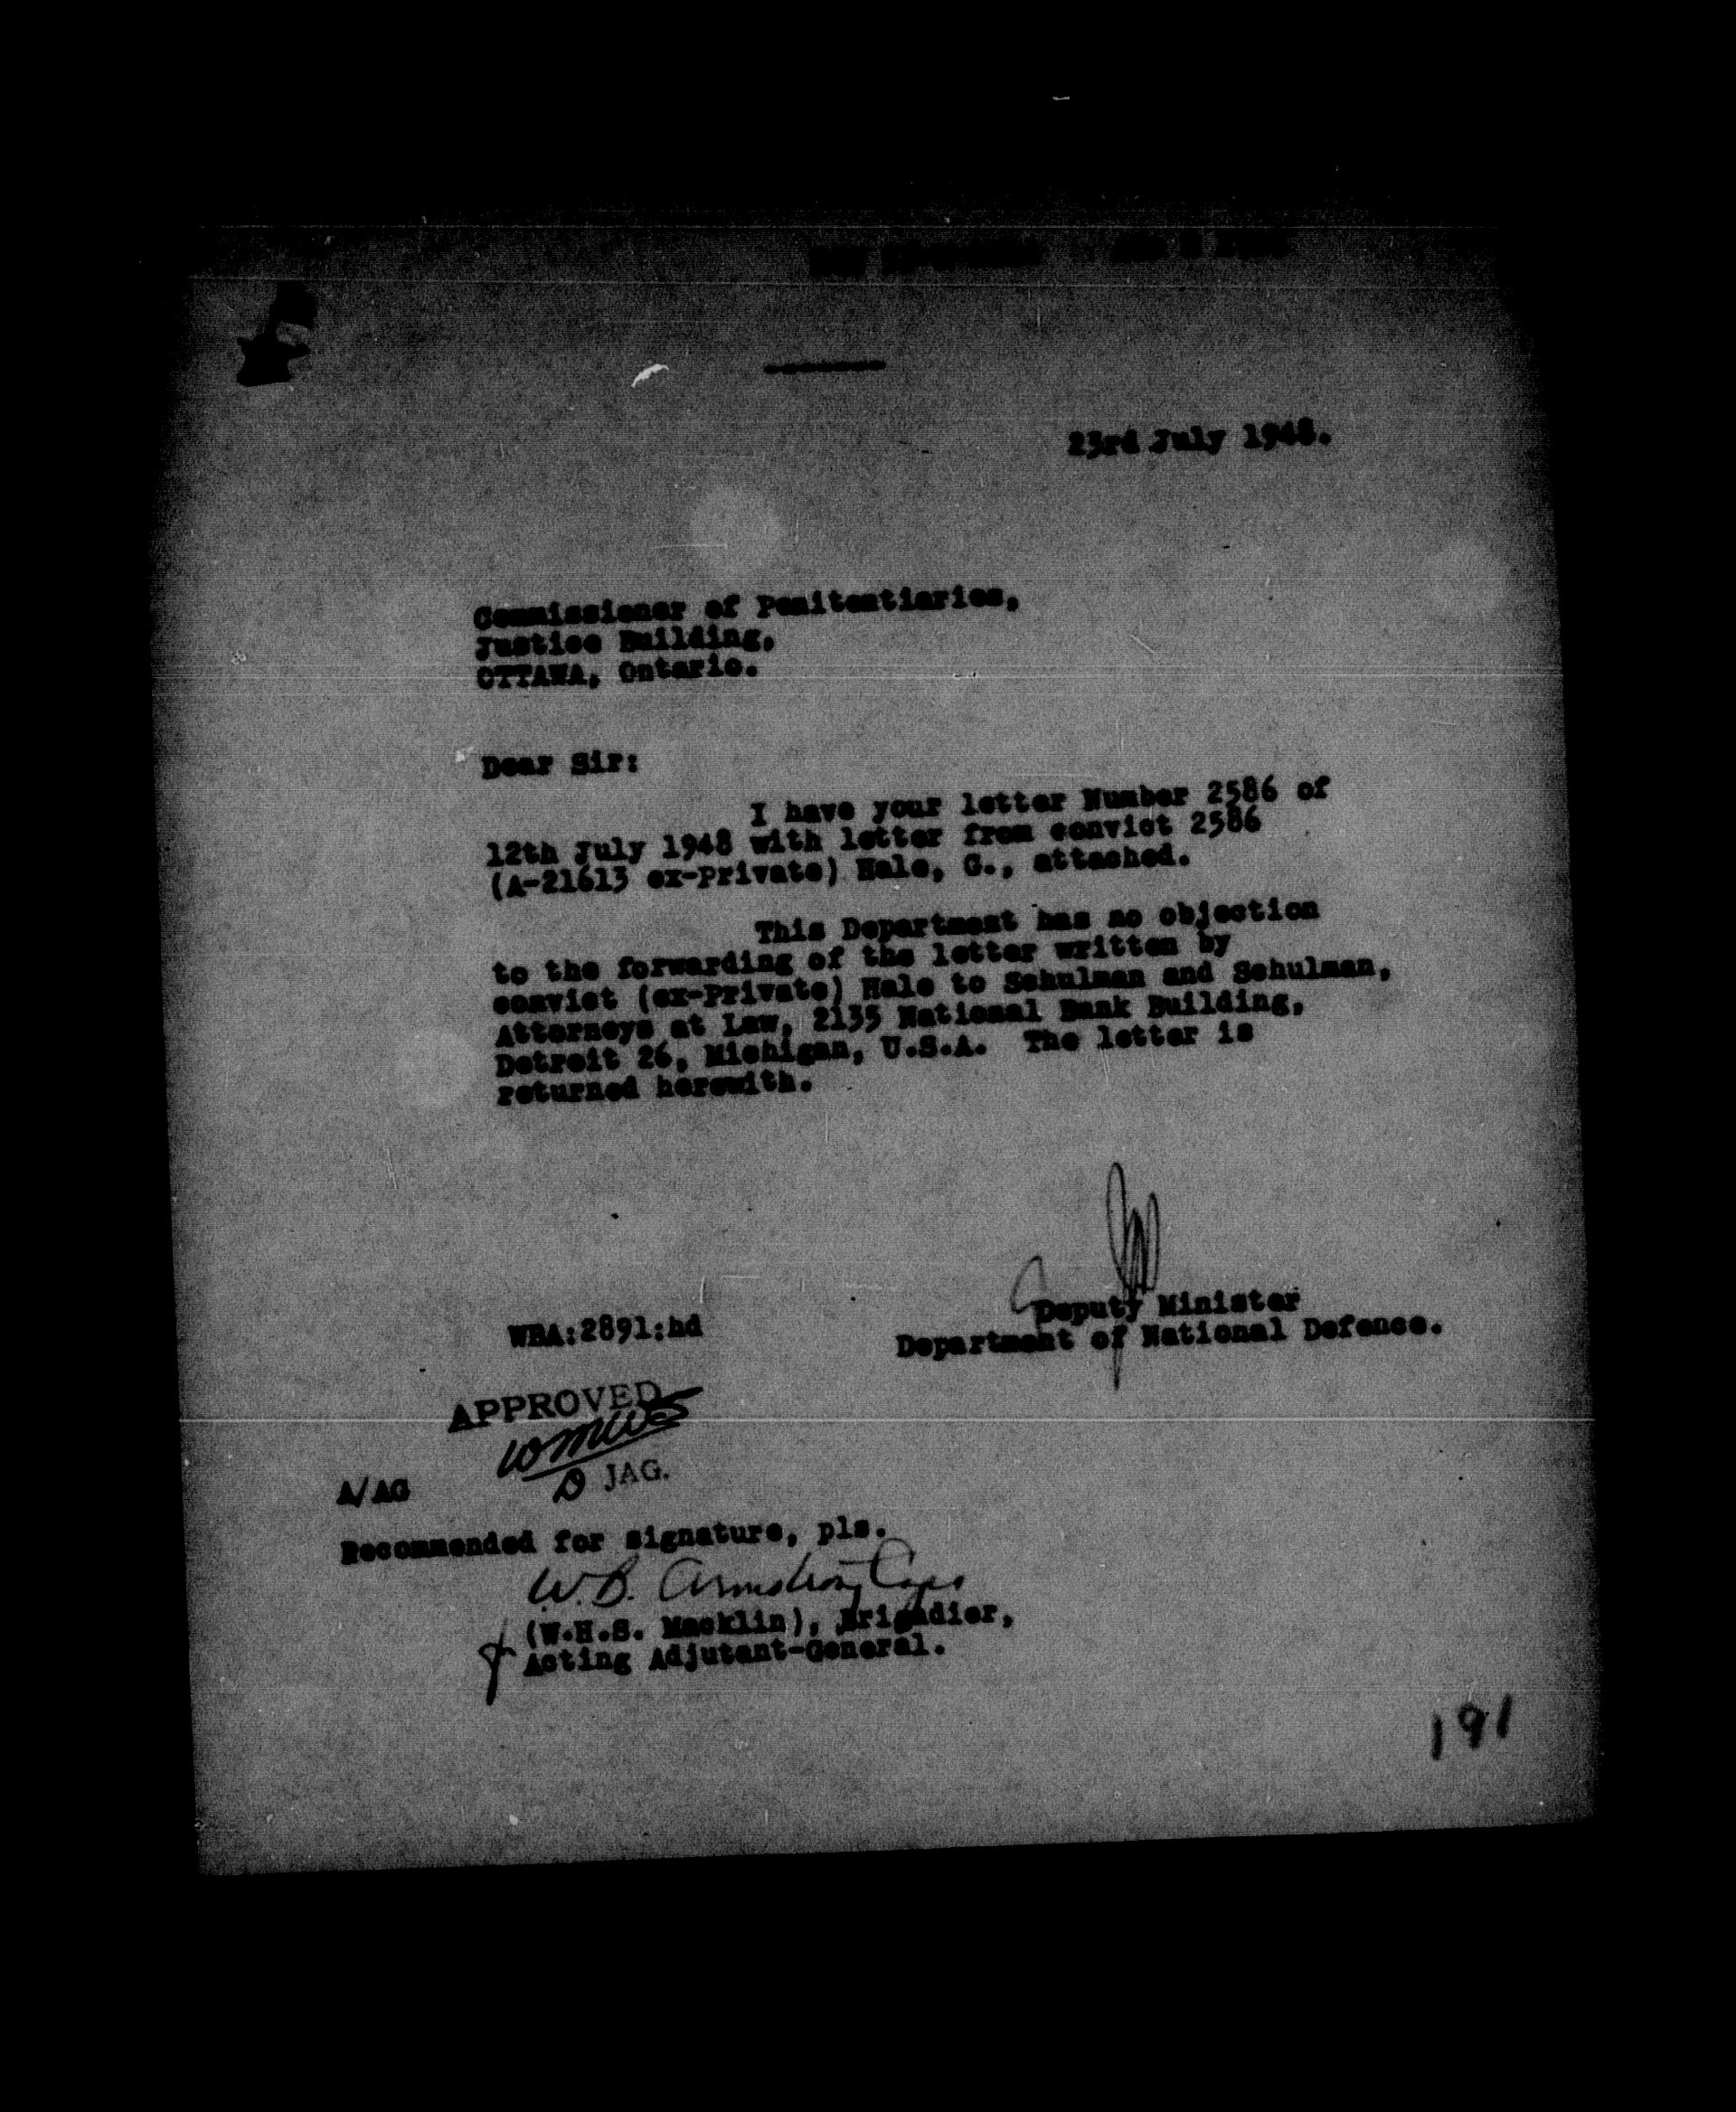 23rd July 1948.
Commissioner of Penitentiaries,
Justice Building,
OTTAWA, Ontario.
Dear Sir:
I have your letter Number 2586 of
12th July 1948 with letter from convict 2586
(A-21613 ex-Private) Hale, G., attached.
This Department has no objection
to the forwarding of the letter written by
convict (ex-Private) Hale to Schulman and Schulman,
Attorneys at Law, 2135 National Bank Building,
Detroit 26, Michigan, U.S.A. The letter is
returned herewith.
Deputy Minister
Department of National Defence.
WBA:2891:hd
APPROVED
D JAG.
A/AG
Recommended for signature, pls.
W.B. Armstrong Capt
(W.H.S. Macklin), Brigadier,
Acting Adjutant-General.
191